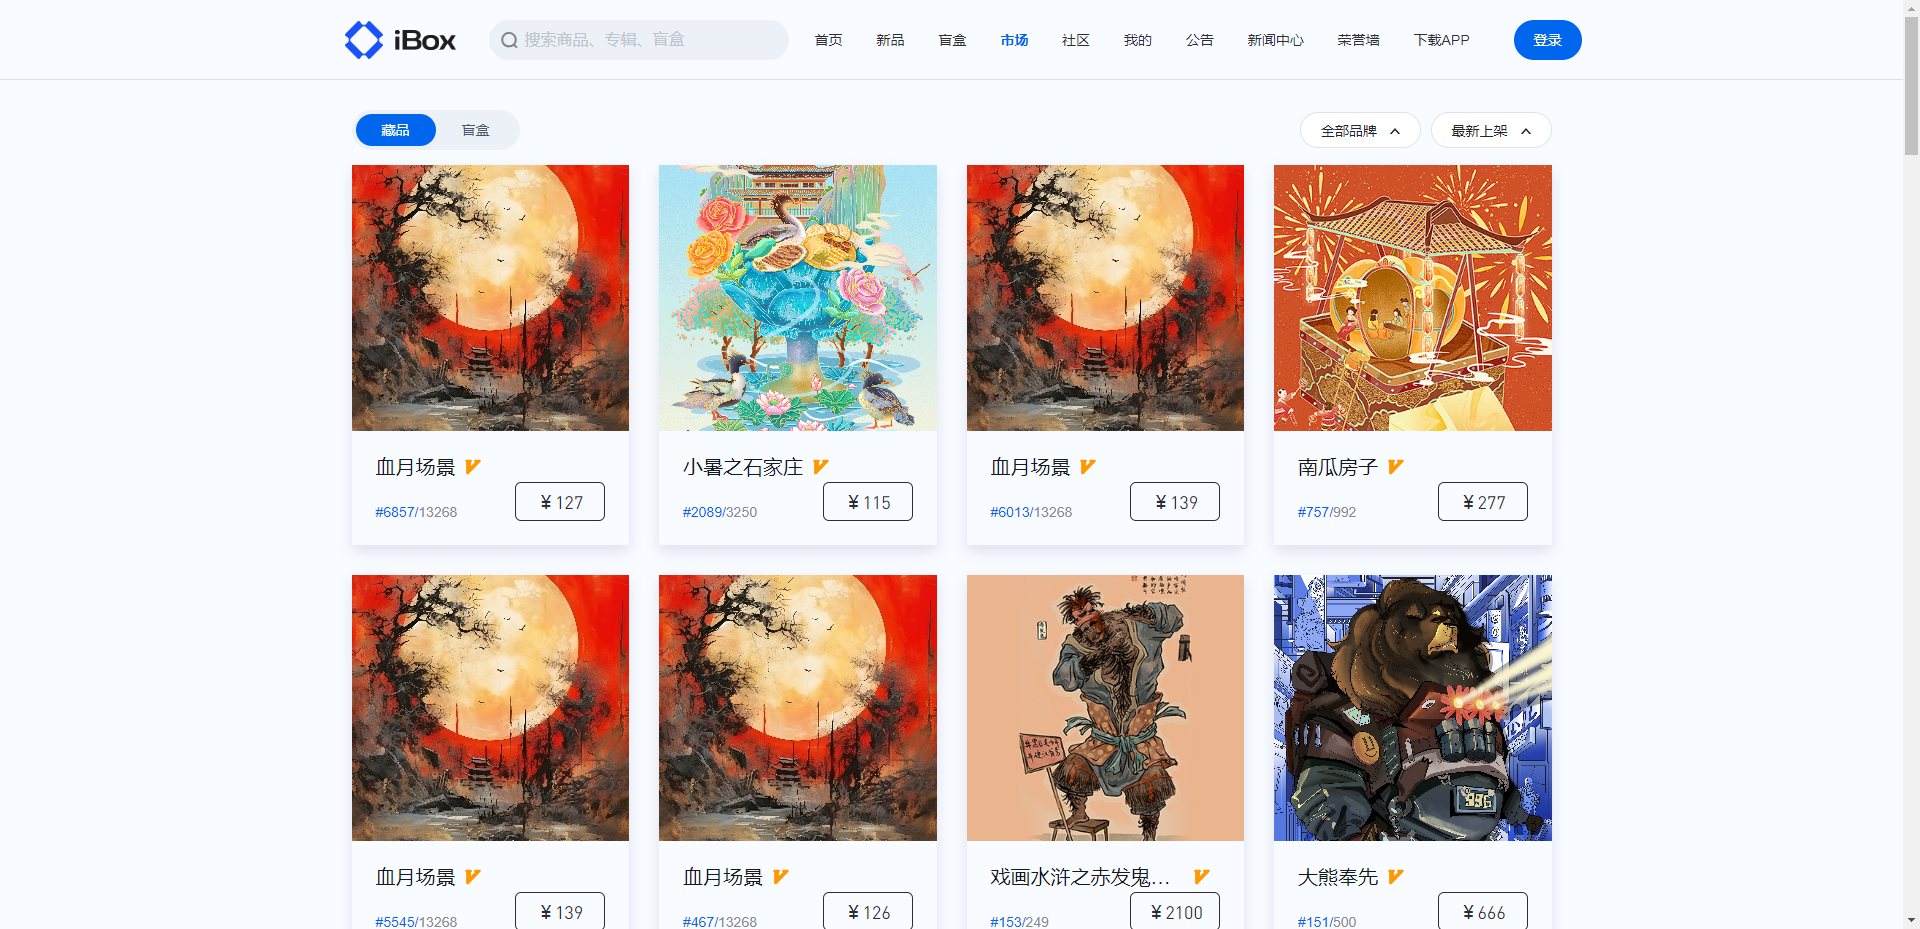 iBox
搜索商品、专辑、盲盒
首页 新品 盲盒 市场 社区 我的 公告 新闻中心 荣誉墙 下载APP 登录
藏品 盲盒
全部品牌 最新上架
血月场景
#6857/13268 ¥ 127
小暑之石家庄
#2089/3250 ¥ 115
血月场景
#6013/13268 ¥ 139
南瓜房子
#757/992 ¥ 277
996
血月场景
#5545/13268 ¥ 139
血月场景
#467/13268 ¥ 126
戏画水浒之赤发鬼...
#153/249 ¥ 2100
大熊奉先
#151/500 ¥ 666